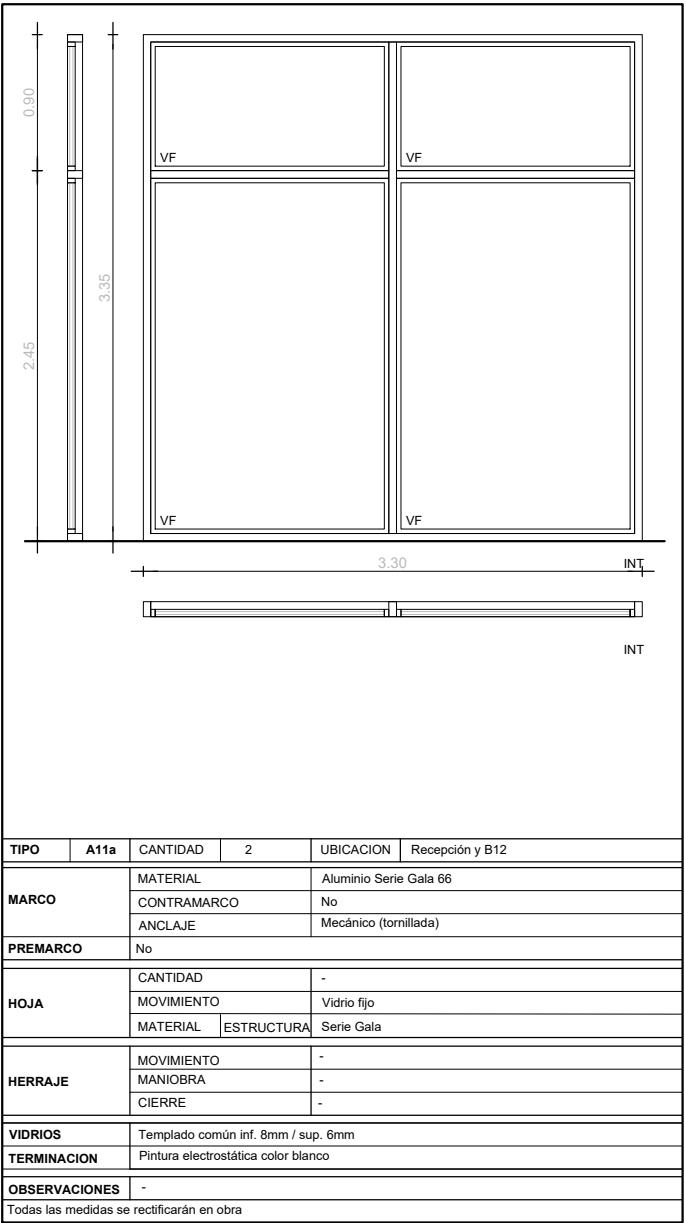 0.90
VF
VF
3.35
2.45
VF
VF
3.30
INT
INT
TIPO A11a CANTIDAD 2 UBICACION Recepción y B12
MARCO
MATERIAL Aluminio Serie Gala 66
CONTRAMARCO No
ANCLAJE Mecánico (tornillada)
PREMARCO No
HOJA
CANTIDAD -
MOVIMIENTO Vidrio fijo
MATERIAL ESTRUCTURA Serie Gala
HERRAJE
MOVIMIENTO -
MANIOBRA -
CIERRE -
VIDRIOS Templado común inf. 8mm / sup. 6mm
TERMINACION Pintura electrostática color blanco
OBSERVACIONES -
Todas las medidas se rectificarán en obra